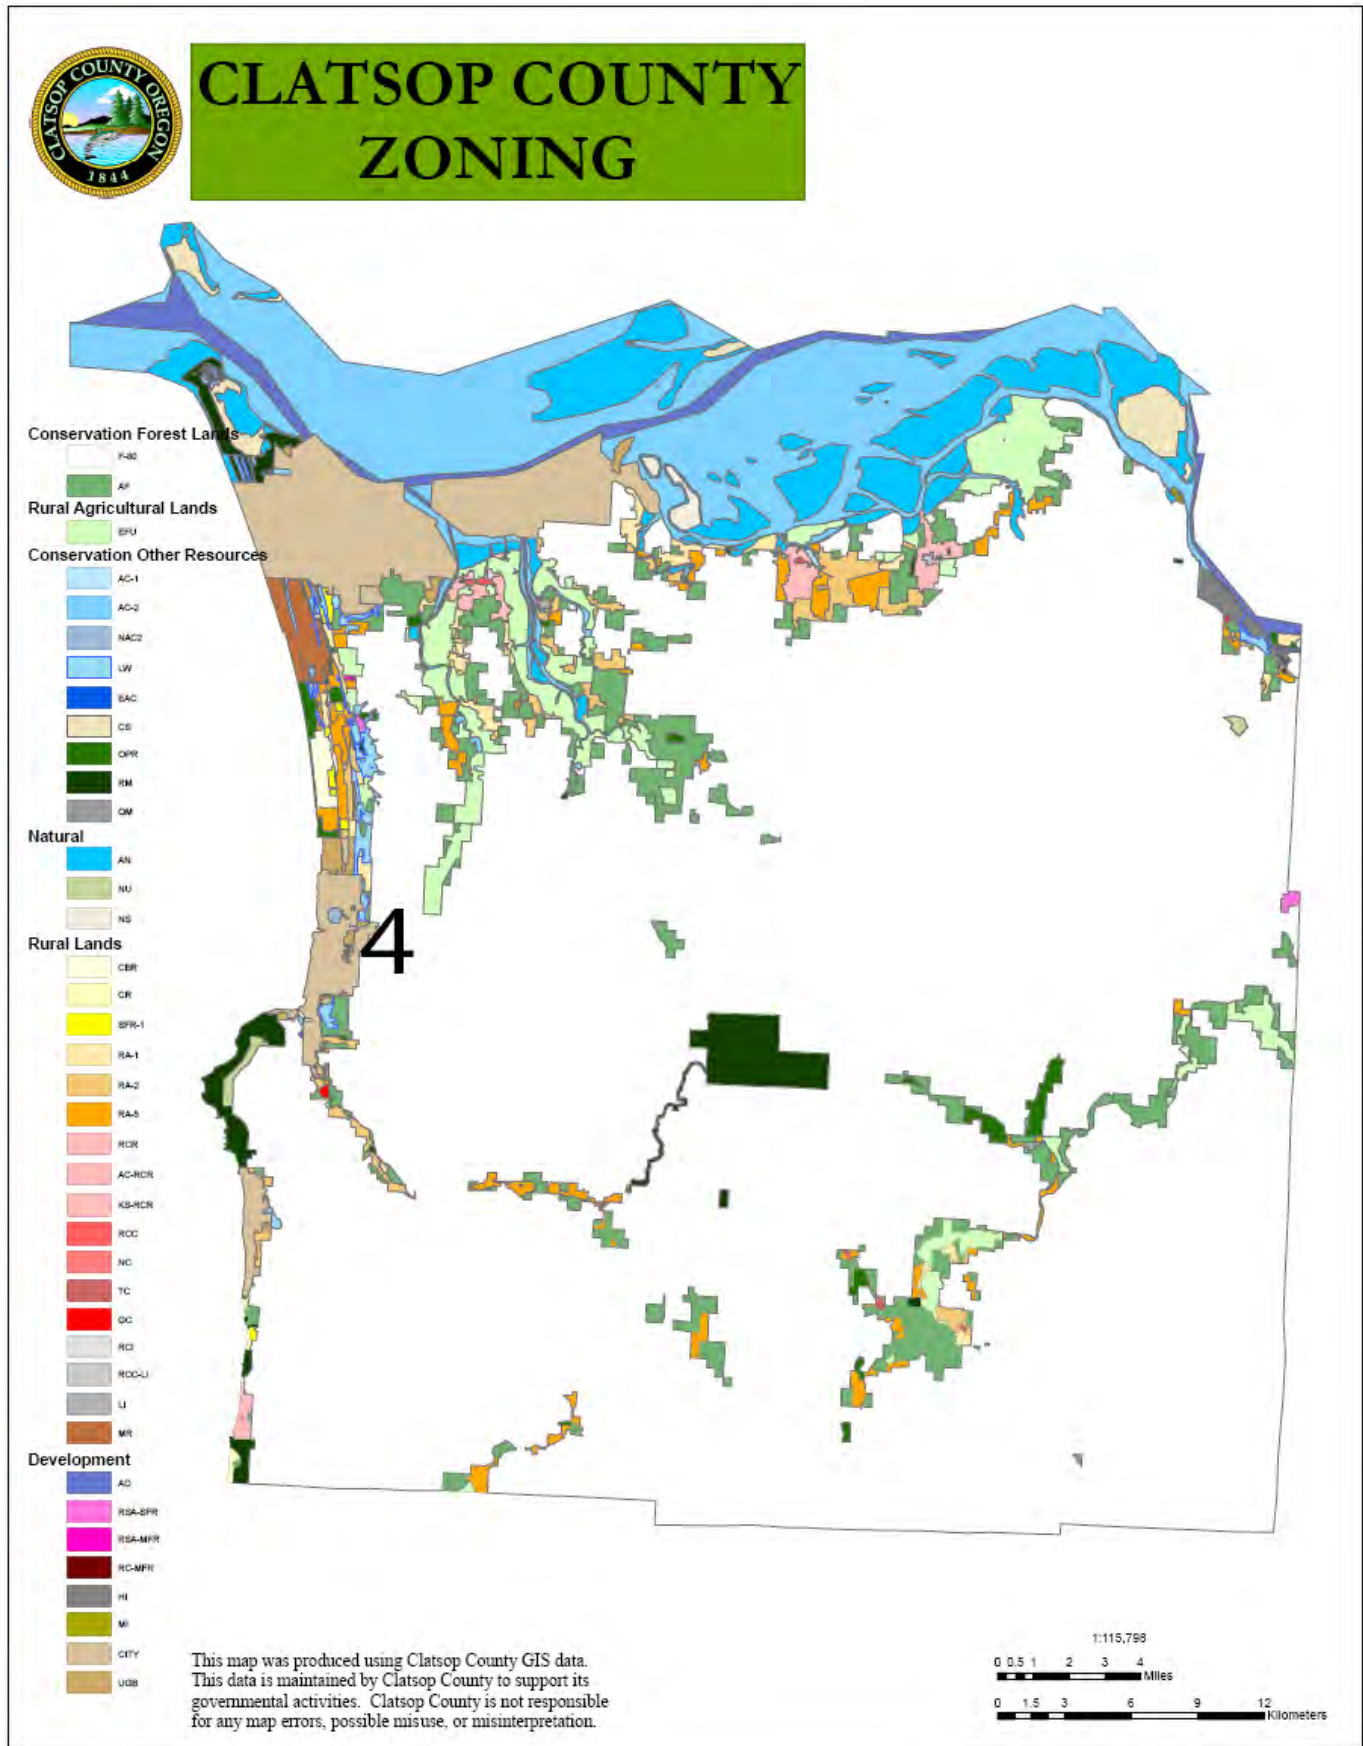 CLATSOP COUNTY OREGON
1844
CLATSOP COUNTY
ZONING
Conservation Forest Lands
F-80
AF
Rural Agricultural Lands
EFU
Conservation Other Resources
AC-1
AC-2
NAC2
LW
EAC
CS
OPR
RM
QM
Natural
AN
NU
NS
Rural Lands
CBR
CR
SFR-1
RA-1
RA-2
RA-5
RCR
AC-RCR
KS-RCR
RCC
NC
TC
GC
RCI
RCC-LI
LI
MR
Development
AD
RSA-SFR
RSA-MFR
RC-MFR
HI
MI
CITY
UGB
4
This map was produced using Clatsop County GIS data.
This data is maintained by Clatsop County to support its
governmental activities. Clatsop County is not responsible
for any map errors, possible misuse, or misinterpretation.
1:115,798
0 0.5 1 2 3 4
Miles
0 1.5 3 6 9 12
Kilometers